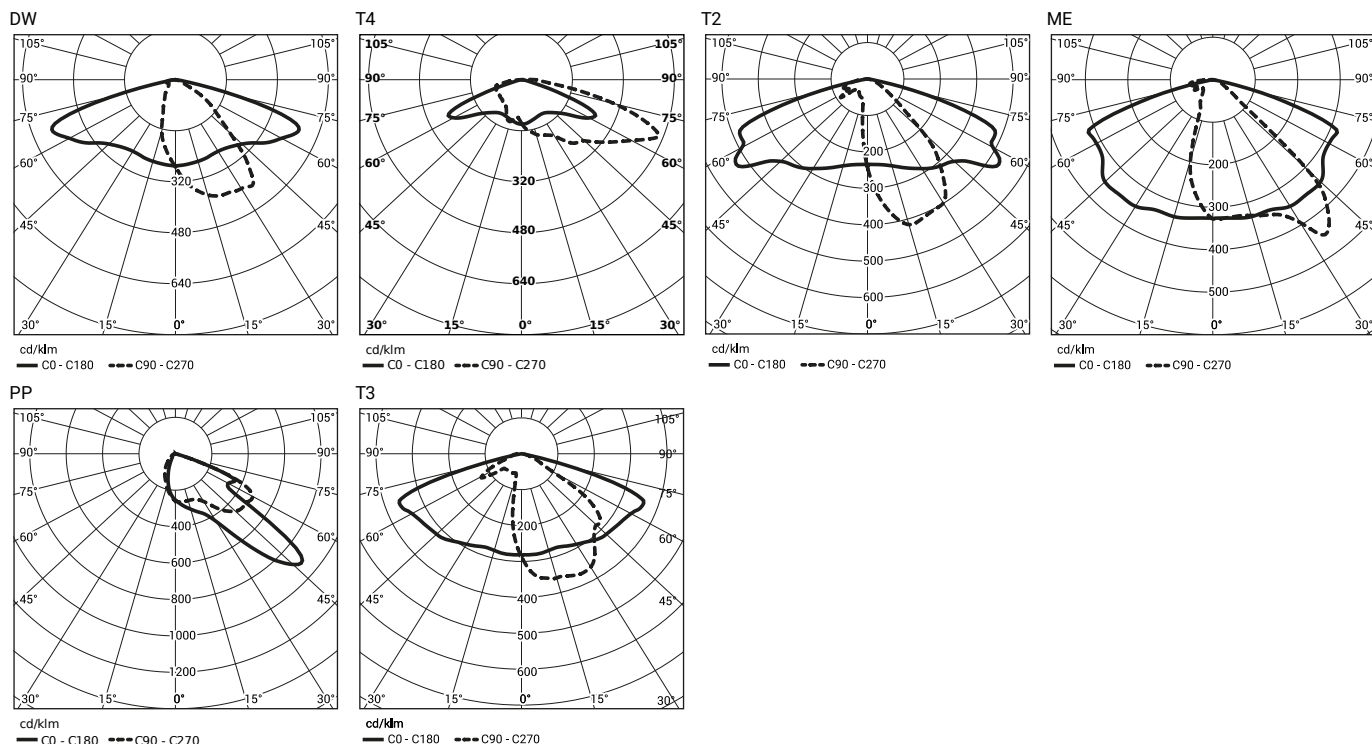 DW T4 T2 ME
105° 105° 105° 105° 105° 105° 105° 105°
90° 90° 90° 90° 90° 90° 90° 90°
75° 75° 75° 75° 75° 75° 75° 75°
200 200
60° 320 60° 60° 320 60° 60° 300 60° 60° 300 60°
45° 480 45° 45° 480 45° 45° 400 45° 45° 400 45°
500 500
640 640 600
30° 15° 0° 15° 30° 30° 15° 0° 15° 30° 30° 15° 0° 15° 30° 30° 15° 0° 15° 30°
cd/klm cd/klm cd/klm cd/klm
C0 - C180 C90 - C270 C0 - C180 C90 - C270 C0 - C180 C90 - C270 C0 - C180 C90 - C270
PP T3
105° 105° 105° 105°
90° 90° 90° 90°
75° 75° 75° 5°
400 200
60° 600 60° 60° 60°
45° 800 45° 45° 400 45°
1000 500
1200 600
30° 15° 0° 15° 30° 30° 15° 0° 15° 30°
cd/klm cd/klm
C0 - C180 C90 - C270 C0 - C180 C90 - C270